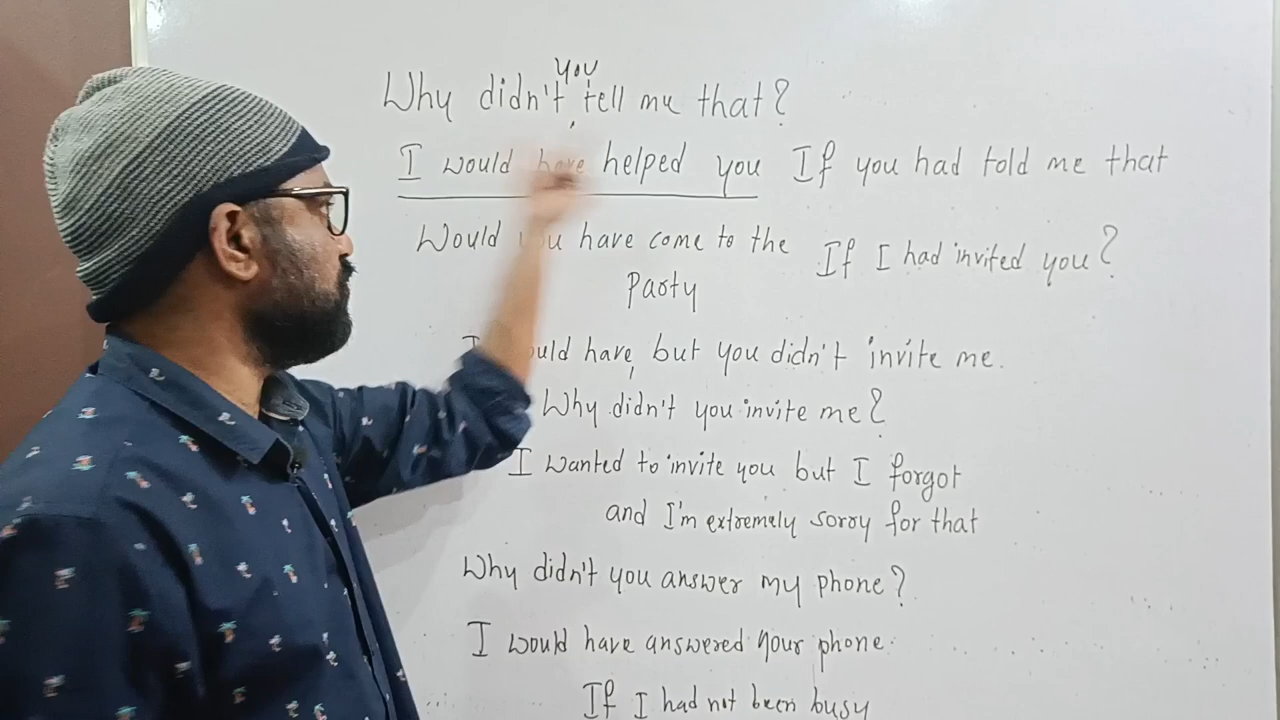 Why didn't you tell me that?
I would have helped you If you had told me that
Would you have come to the If I had invited you?
Party
I would have, but you didn't invite me.
Why didn't you invite me?
I wanted to invite you but I forgot
and I'm extremely sorry for that
Why didn't you answer my phone?
I would have answered your phone.
If I had not been busy